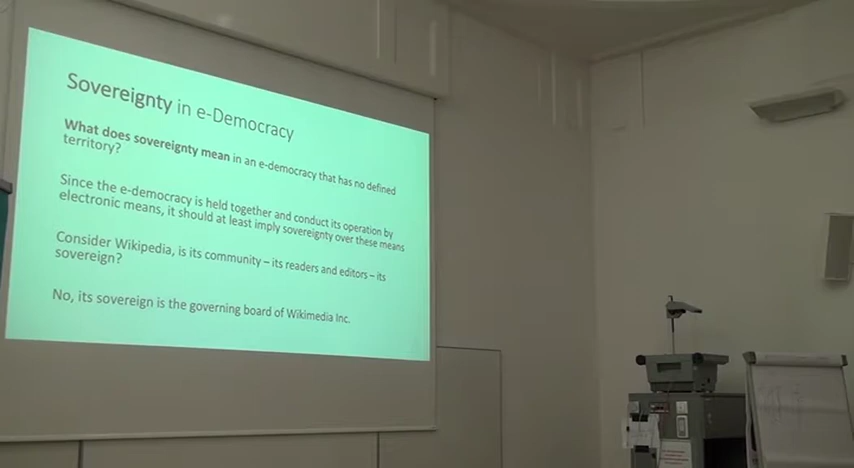 Sovereignty in e-Democracy
What does sovereignty mean in an e-democracy that has no defined
territory?
Since the e-democracy is held together and conduct its operation by
electronic means, it should at least imply sovereignty over these means
Consider Wikipedia, is its community – its readers and editors – its
sovereign?
No, its sovereign is the governing board of Wikimedia Inc.